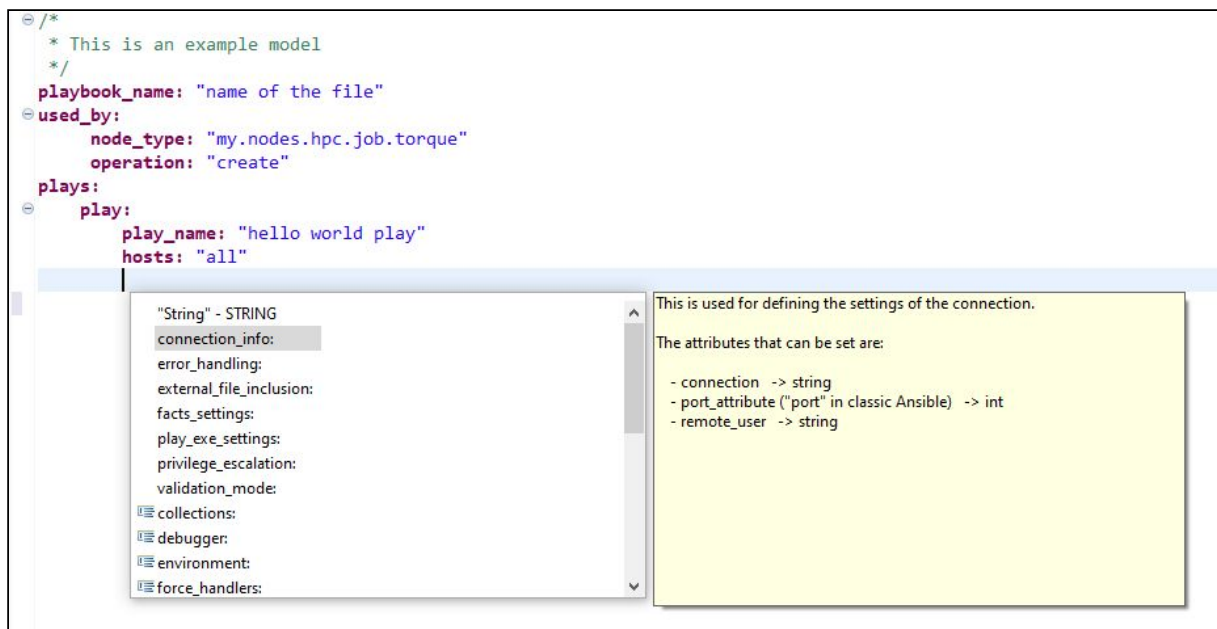 /*
* This is an example model
*/
playbook_name: "name of the file"
used_by:
node_type: "my.nodes.hpc.job.torque"
operation: "create"
plays:
play:
play_name: "hello world play"
hosts: "all"
"String" - STRING
connection_info:
error_handling:
external_file_inclusion:
facts_settings:
play_exe_settings:
privilege_escalation:
validation_mode:
collections:
debugger:
environment:
force_handlers:
This is used for defining the settings of the connection.
The attributes that can be set are:
- connection -> string
- port_attribute ("port" in classic Ansible) -> int
- remote_user -> string